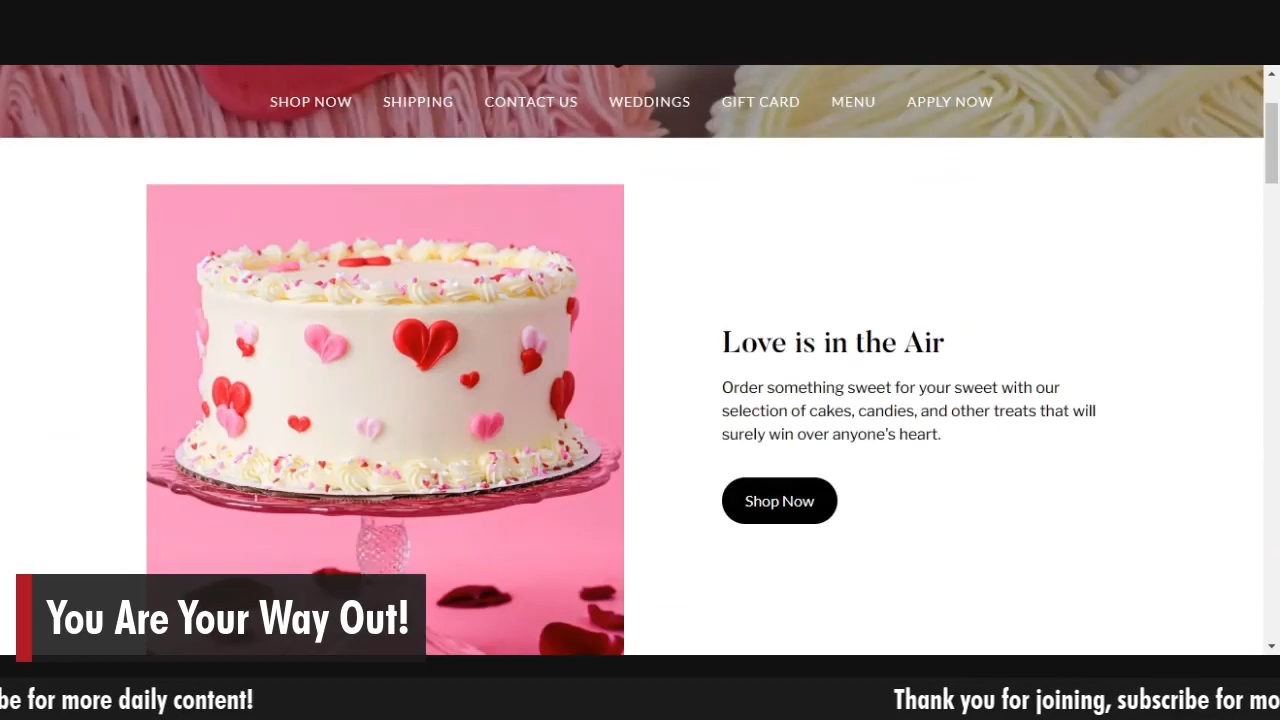 SHOP NOW SHIPPING CONTACT US WEDDINGS GIFT CARD MENU APPLY NOW
Love is in the Air
Order something sweet for your sweet with our
selection of cakes, candies, and other treats that will
surely win over anyone's heart.
Shop Now
You Are Your Way Out!
be for more daily content! Thank you for joining, subscribe for mo